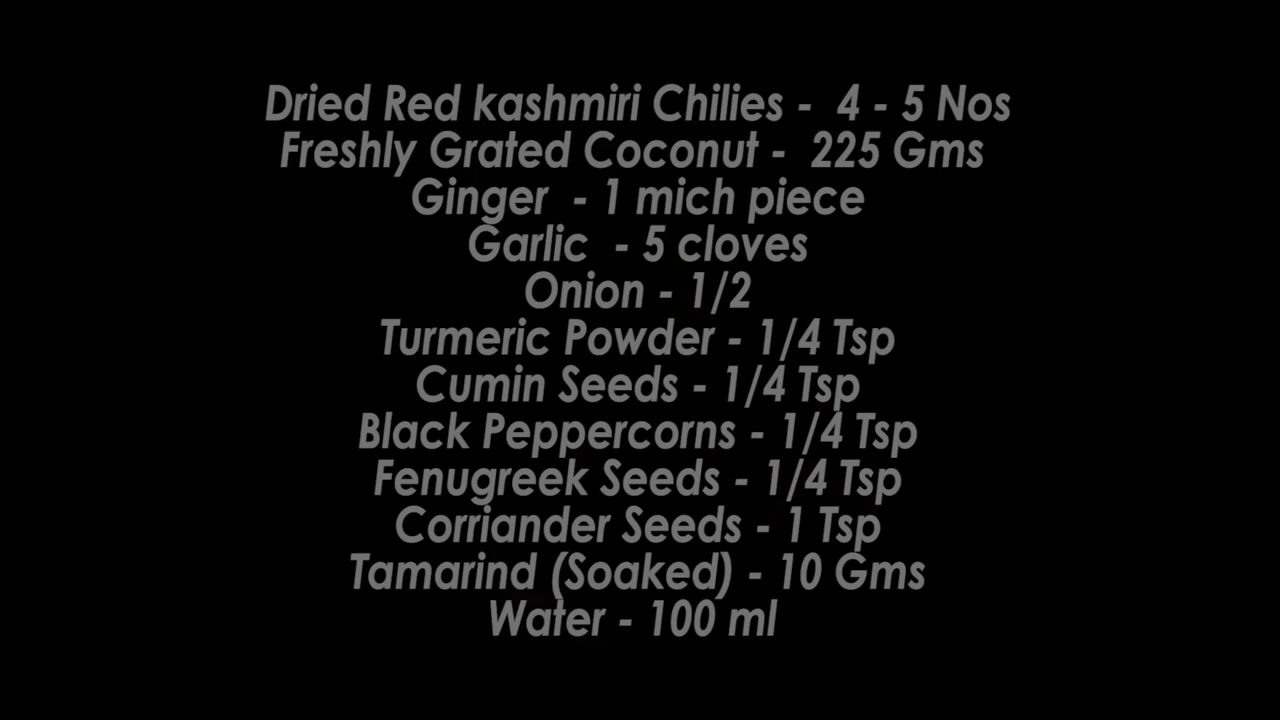 Dried Red kashmiri Chilies - 4 - 5 Nos
Freshly Grated Coconut - 225 Gms
Ginger - 1 mich piece
Garlic - 5 cloves
Onion - 1/2
Turmeric Powder - 1/4 Tsp
Cumin Seeds - 1/4 Tsp
Black Peppercorns - 1/4 Tsp
Fenugreek Seeds - 1/4 Tsp
Corriander Seeds - 1 Tsp
Tamarind (Soaked) - 10 Gms
Water - 100 ml